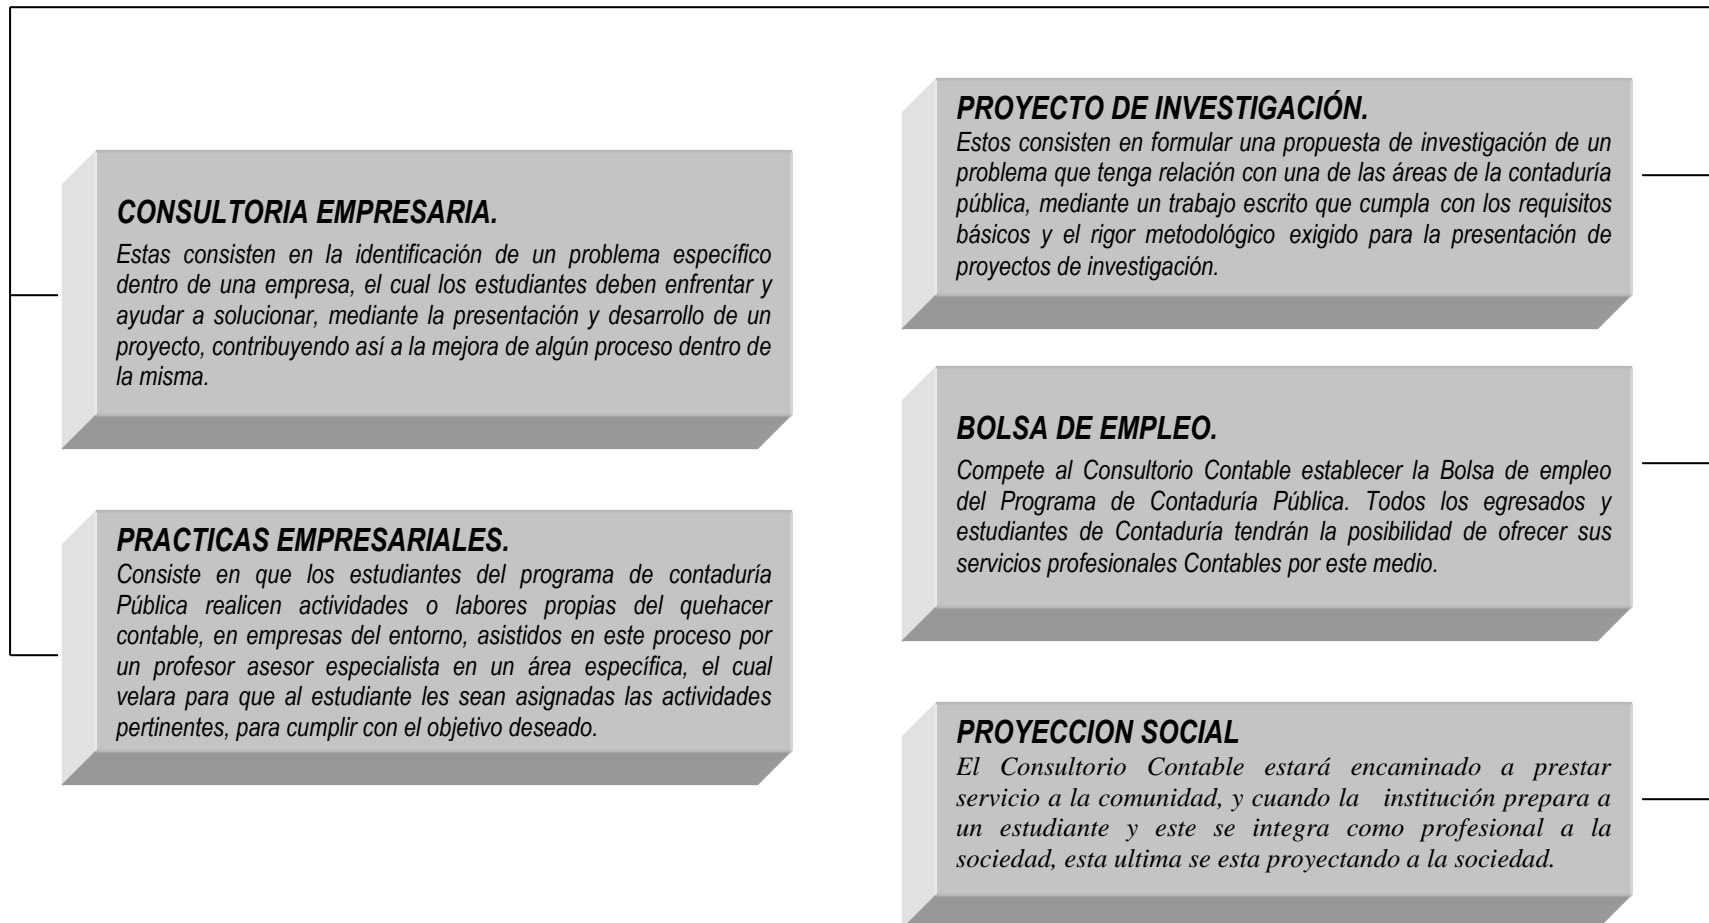 CONSULTORIA EMPRESARIA.
Estas consisten en la identificación de un problema específico
dentro de una empresa, el cual los estudiantes deben enfrentar y
ayudar a solucionar, mediante la presentación y desarrollo de un
proyecto, contribuyendo así a la mejora de algún proceso dentro de
la misma.
PRACTICAS EMPRESARIALES.
Consiste en que los estudiantes del programa de contaduría
Pública realicen actividades o labores propias del quehacer
contable, en empresas del entorno, asistidos en este proceso por
un profesor asesor especialista en un área específica, el cual
velara para que al estudiante les sean asignadas las actividades
pertinentes, para cumplir con el objetivo deseado.
PROYECTO DE INVESTIGACIÓN.
Estos consisten en formular una propuesta de investigación de un
problema que tenga relación con una de las áreas de la contaduría
pública, mediante un trabajo escrito que cumpla con los requisitos
básicos y el rigor metodológico exigido para la presentación de
proyectos de investigación.
BOLSA DE EMPLEO.
Compete al Consultorio Contable establecer la Bolsa de empleo
del Programa de Contaduría Pública. Todos los egresados y
estudiantes de Contaduría tendrán la posibilidad de ofrecer sus
servicios profesionales Contables por este medio.
PROYECCION SOCIAL
El Consultorio Contable estará encaminado a prestar
servicio a la comunidad, y cuando la institución prepara a
un estudiante y este se integra como profesional a la
sociedad, esta ultima se esta proyectando a la sociedad.